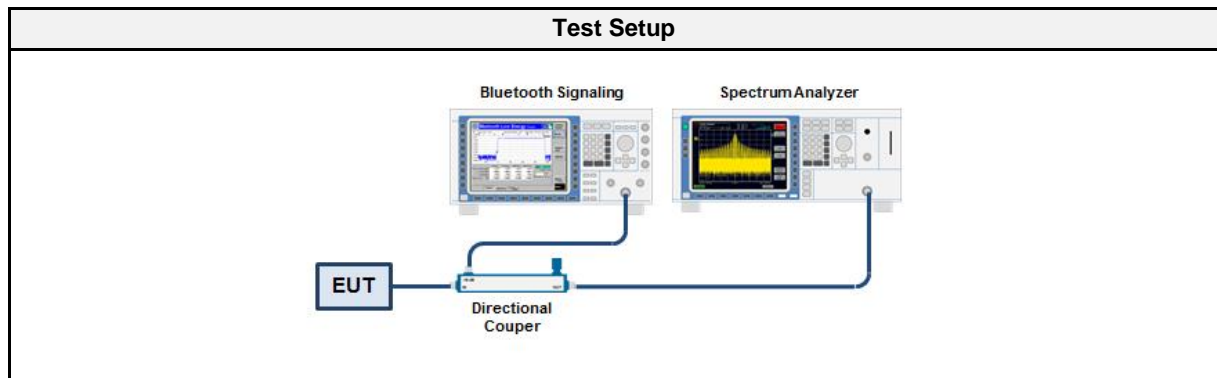 Test Setup
Bluetooth Signaling
Spectrum Analyzer
EUT
Directional
Couper